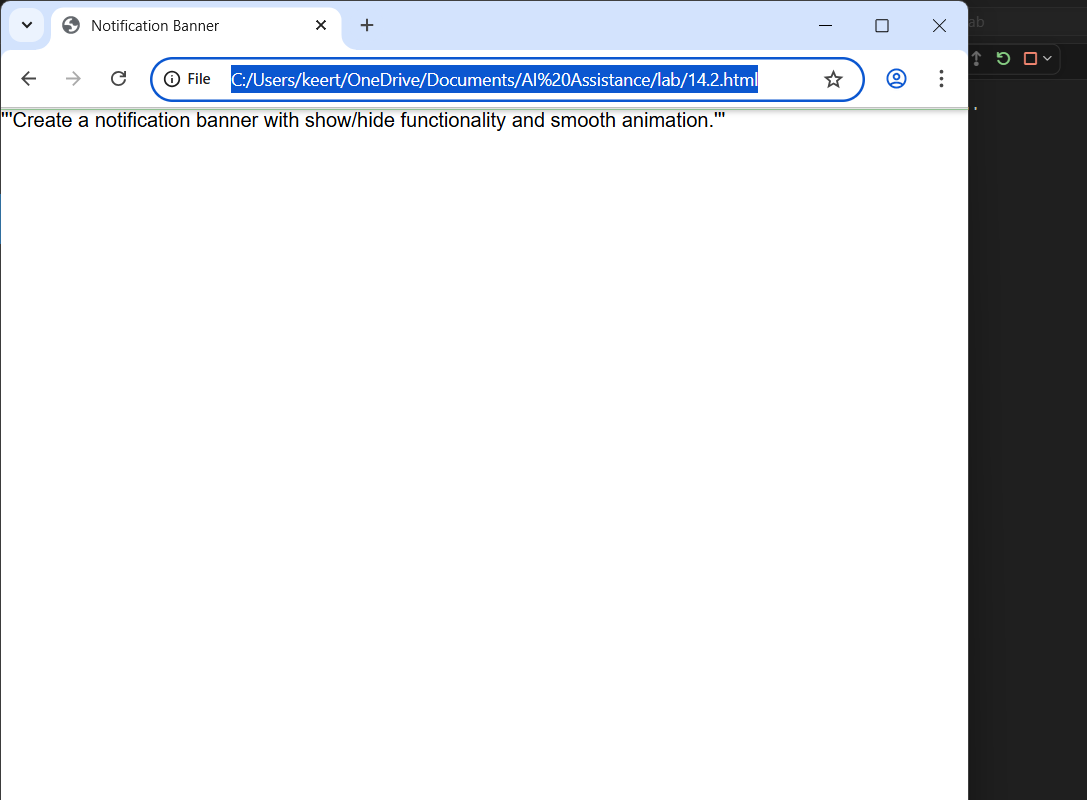 Notification Banner
ab
File
C:/Users/keert/OneDrive/Documents/AI%20Assistance/lab/14.2.html
'''Create a notification banner with show/hide functionality and smooth animation.'''